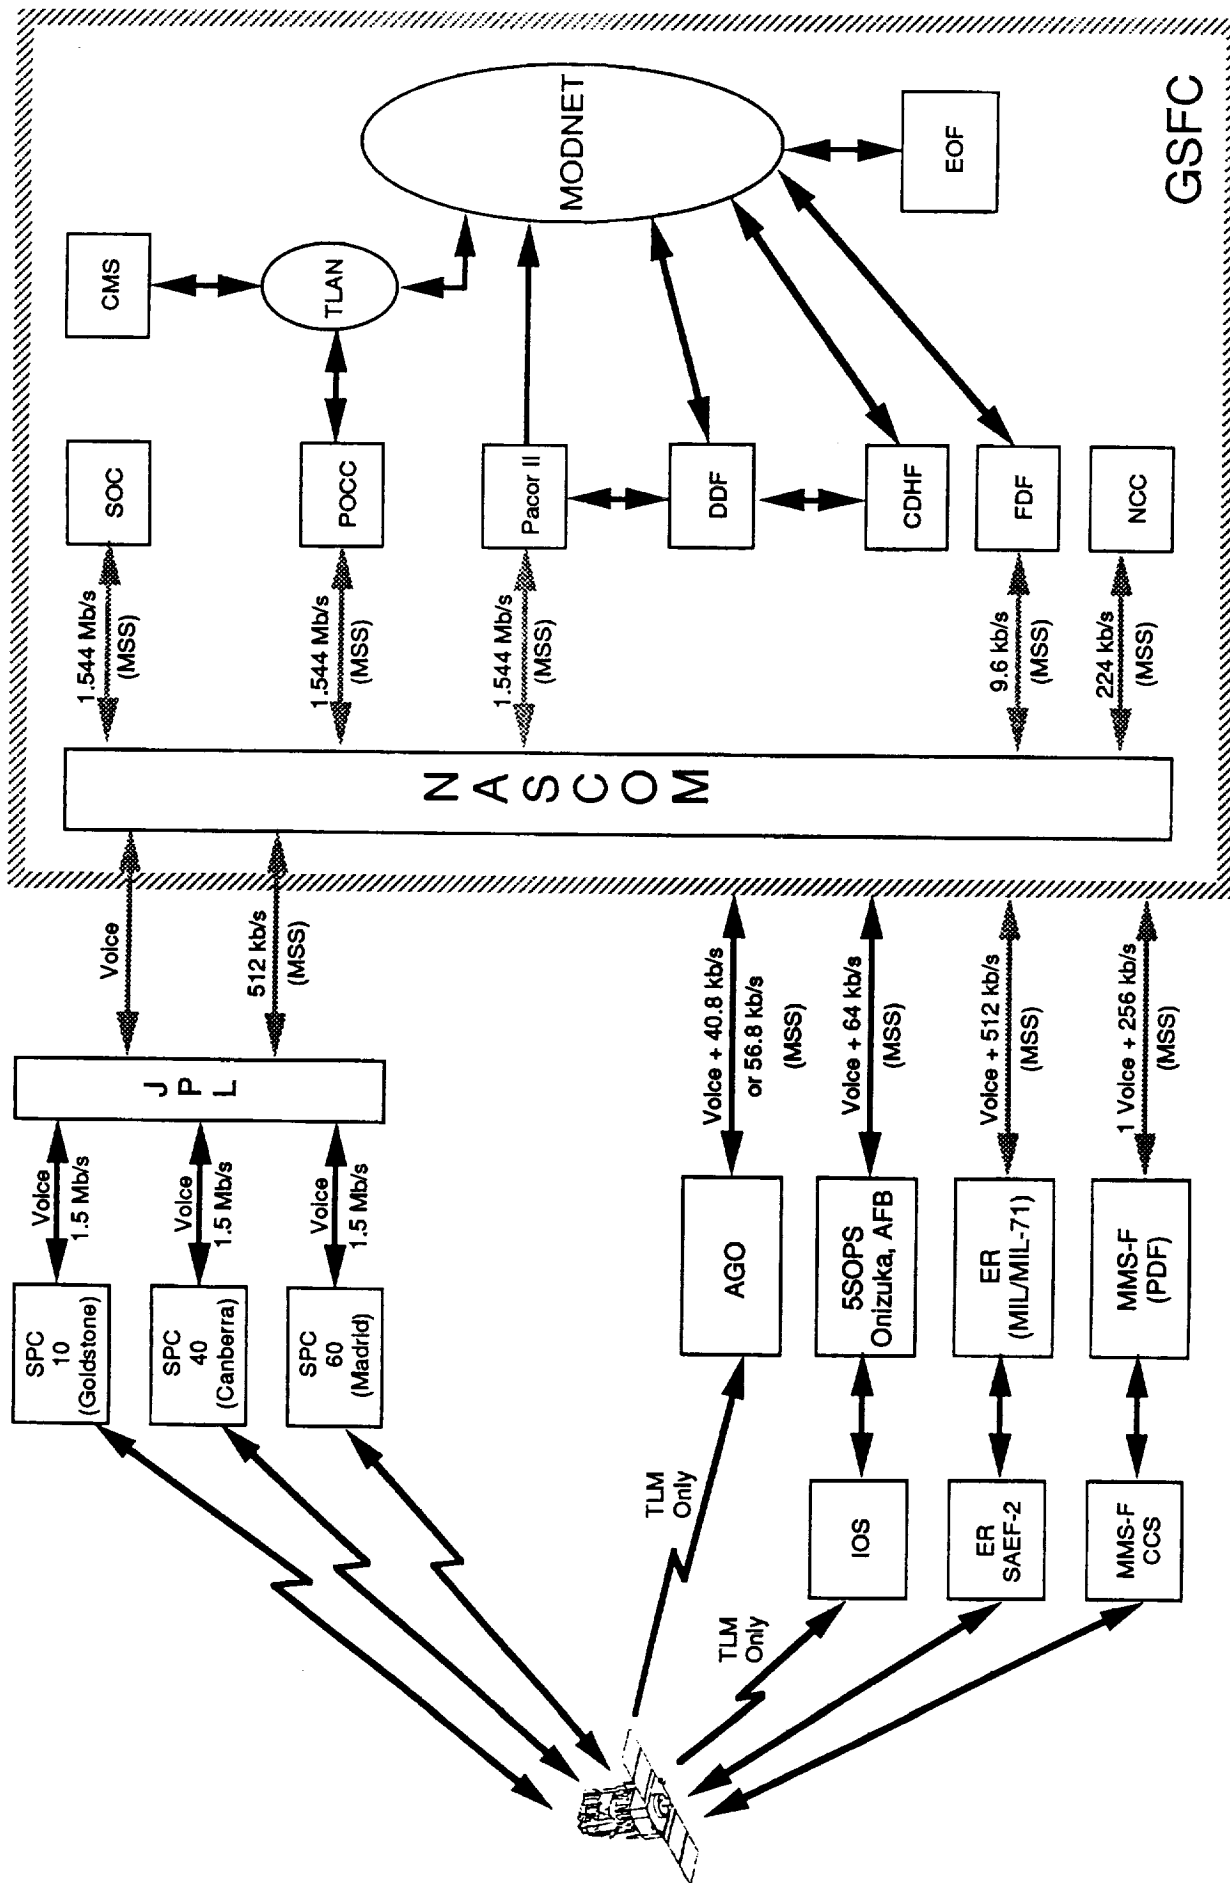 SPC
10
(Goldstone)
Voice
1.5 Mb/s
SPC
40
(Canberra)
Voice
1.5 Mb/s
SPC
60
(Madrid)
Voice
1.5 Mb/s
J
P
L
Voice
512 kb/s
(MSS)
TLM
Only
AGO
Voice + 40.8 kb/s
or 56.8 kb/s
(MSS)
TLM
Only
IOS
5SOPS
Onizuka, AFB
Voice + 64 kb/s
(MSS)
ER
SAEF-2
ER
(MIL/MIL-71)
Voice + 512 kb/s
(MSS)
MMS-F
CCS
MMS-F
(PDF)
1 Voice + 256 kb/s
(MSS)
N
A
S
C
O
M
1.544 Mb/s
(MSS)
SOC
CMS
1.544 Mb/s
(MSS)
POCC
TLAN
1.544 Mb/s
(MSS)
Pacor II
MODNET
DDF
CDHF
9.6 kb/s
(MSS)
FDF
EOF
224 kb/s
(MSS)
NCC
GSFC